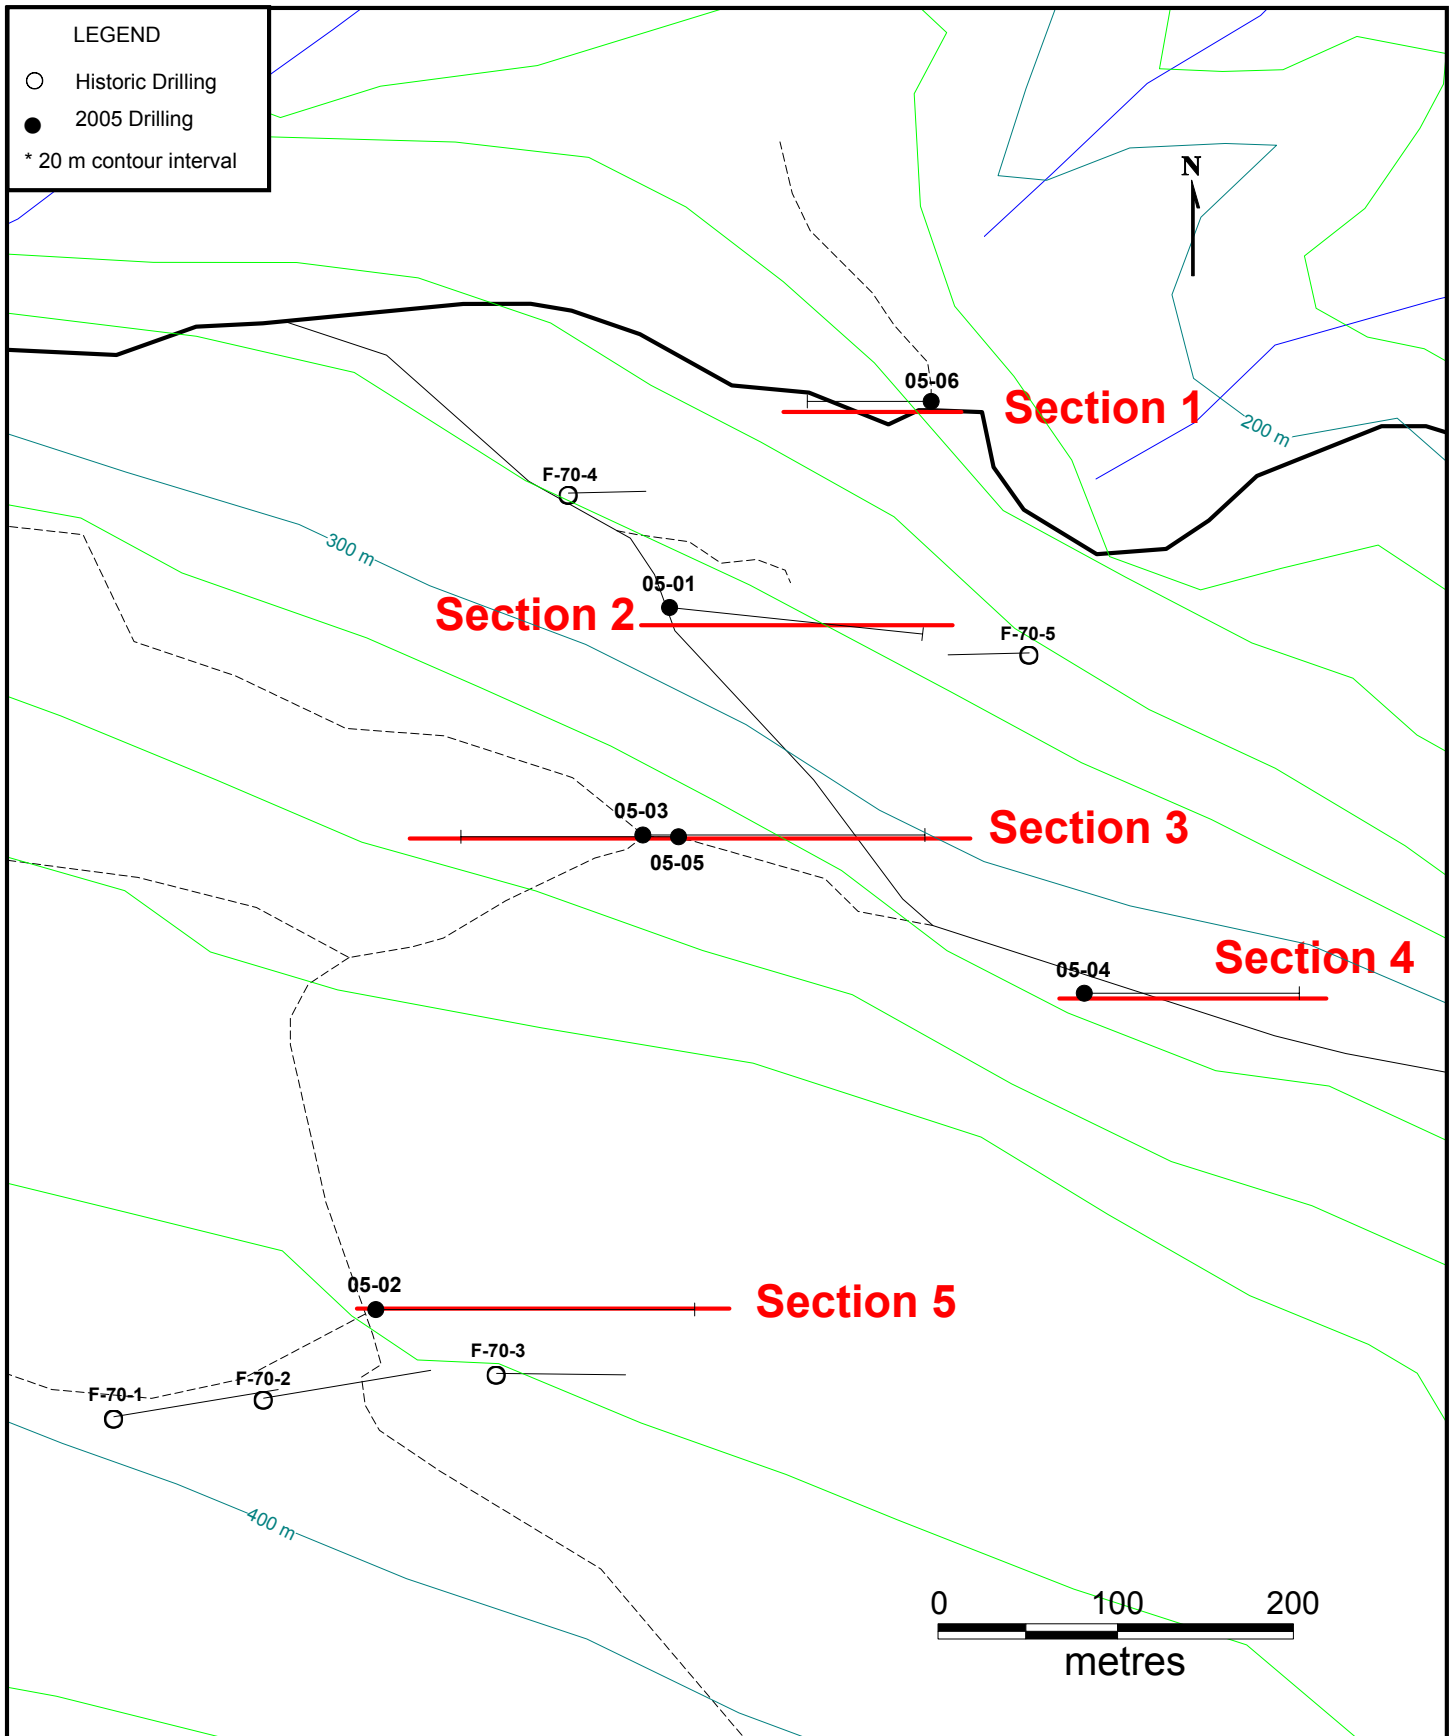 LEGEND
Historic Drilling
2005 Drilling
* 20 m contour interval
N
05-06
Section 1
200 m
F-70-4
300 m
05-01
Section 2
F-70-5
05-03
Section 3
05-05
Section 4
05-04
05-02
Section 5
F-70-3
F-70-2
F-70-1
400 m
0 100 200
metres